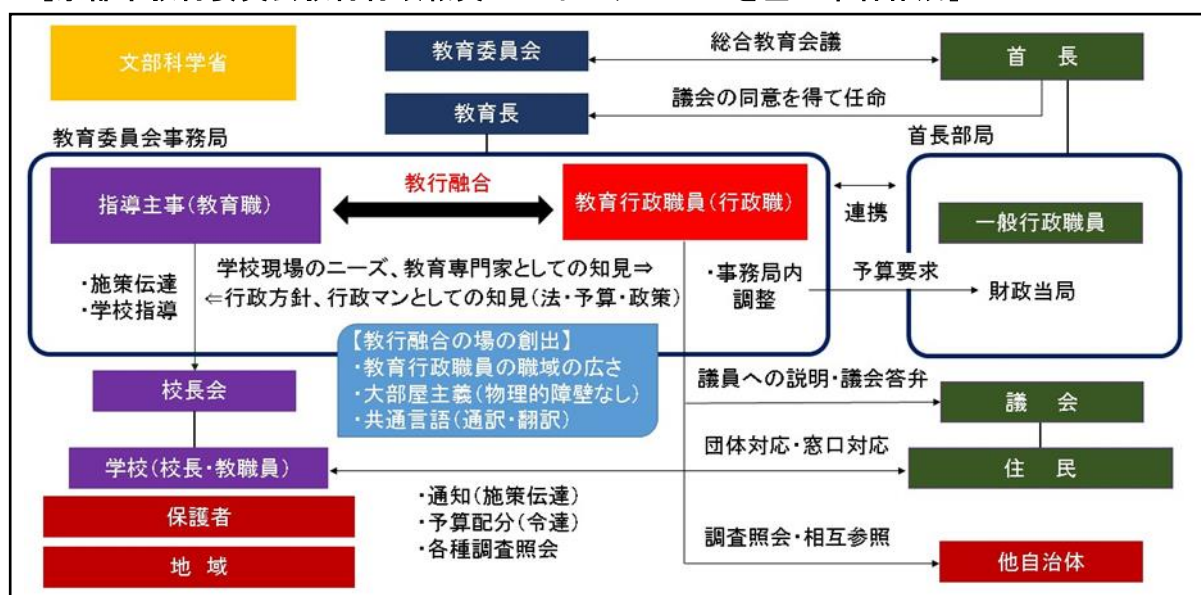 文部科学省
教育委員会
総合教育会議
首 長
議会の同意を得て任命
教育長
教育委員会事務局
首長部局
指導主事(教育職)
教行融合
教育行政職員(行政職)
連携
一般行政職員
・施策伝達
・学校指導
学校現場のニーズ、教育専門家としての知見⇒
⇐行政方針、行政マンとしての知見(法・予算・政策)
・事務局内
調整
予算要求
財政当局
【教行融合の場の創出】
・教育行政職員の職域の広さ
・大部屋主義(物理的障壁なし)
・共通言語(通訳・翻訳)
校長会
議員への説明・議会答弁
議 会
学校(校長・教職員)
団体対応・窓口対応
住 民
・通知(施策伝達)
・予算配分(令達)
・各種調査照会
保護者
地 域
調査照会・相互参照
他自治体